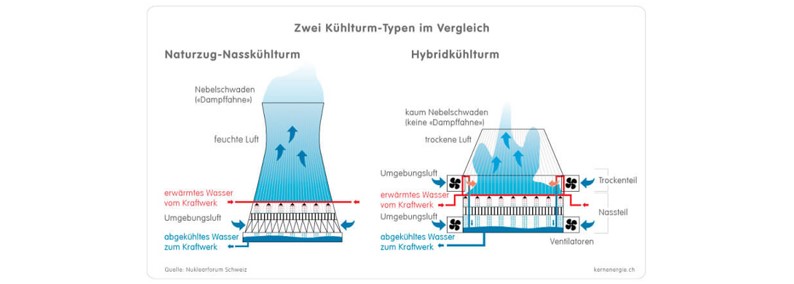 Zwei Kühlturm-Typen im Vergleich
Naturzug-Nasskühlturm
Nebelschwaden
(«Dampffahne»)
feuchte Luft
erwärmtes Wasser
vom Kraftwerk
Umgebungsluft
abgekühltes Wasser
zum Kraftwerk
Hybridkühlturm
kaum Nebelschwaden
(keine «Dampffahne»)
trockene Luft
Umgebungsluft
erwärmtes Wasser
vom Kraftwerk
Umgebungsluft
abgekühltes Wasser
zum Kraftwerk
Trockenteil
Nassteil
Ventilatoren
Quelle: Nuklearforum Schweiz
kernenergie.ch